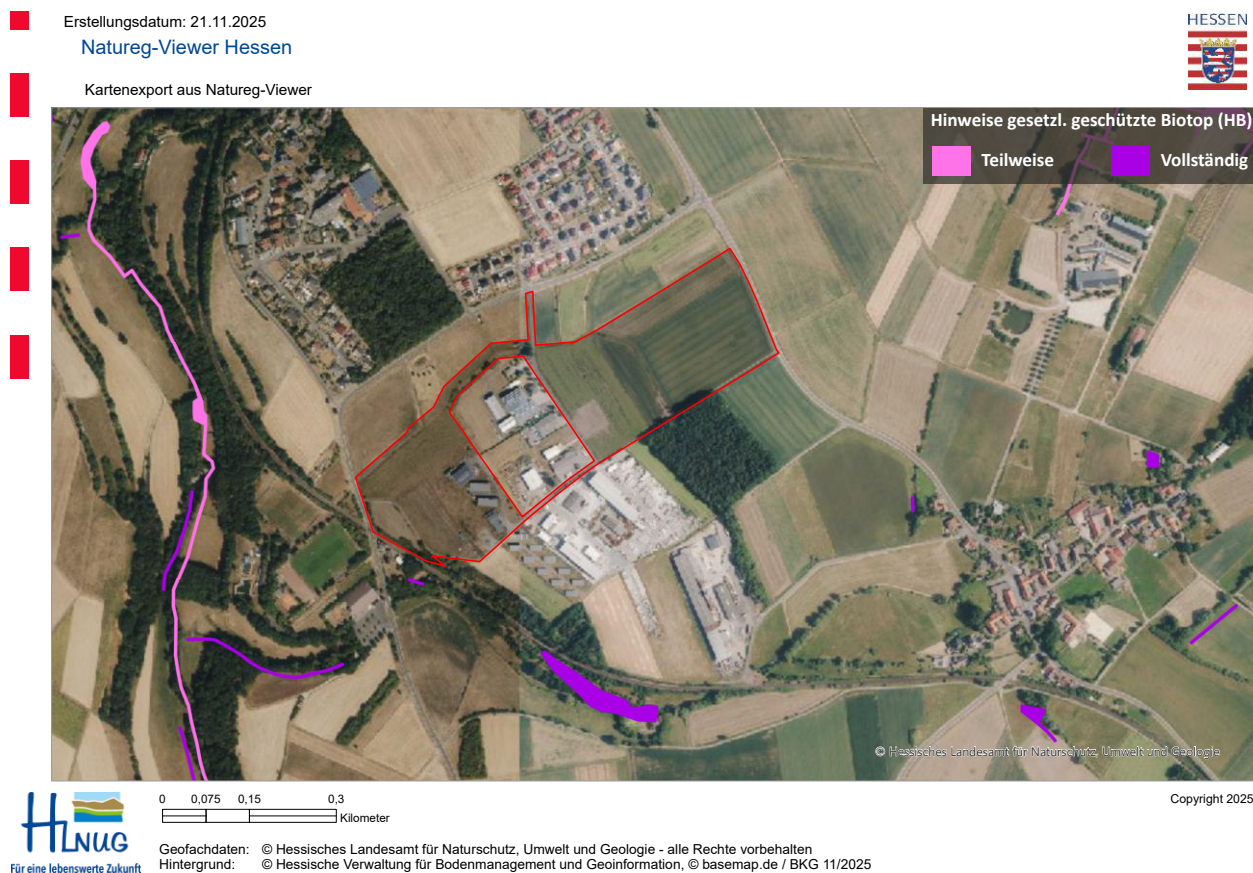 Erstellungsdatum: 21.11.2025
HESSEN
Natureg-Viewer Hessen
Kartenexport aus Natureg-Viewer
Hinweise gesetzl. geschützte Biotop (HB)
Teilweise Vollständig
© Hessisches Landesamt für Naturschutz, Umwelt und Geologie
0 0,075 0,15 0,3
Kilometer
Copyright 2025
HLNUG
Für eine lebenswerte Zukunft
Geofachdaten: © Hessisches Landesamt für Naturschutz, Umwelt und Geologie - alle Rechte vorbehalten
Hintergrund: © Hessische Verwaltung für Bodenmanagement und Geoinformation, © basemap.de / BKG 11/2025